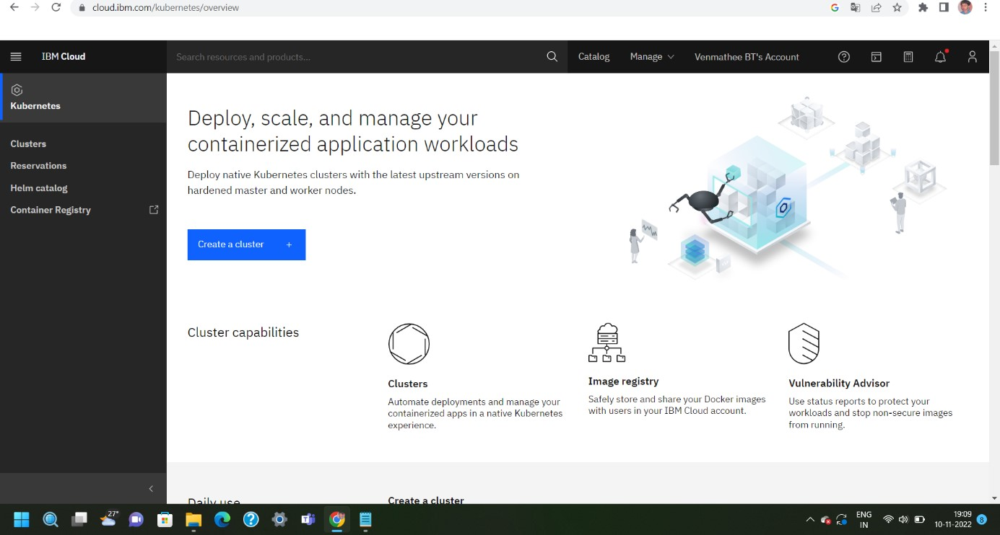 cloud.ibm.com/kubernetes/overview
IBM Cloud
Search resources and products...
Catalog
Manage
Venmathee BT's Account
Kubernetes
Clusters
Reservations
Helm catalog
Container Registry
Deploy, scale, and manage your
containerized application workloads
Deploy native Kubernetes clusters with the latest upstream versions on
hardened master and worker nodes.
Create a cluster +
Cluster capabilities
Clusters
Automate deployments and manage your
containerized apps in a native Kubernetes
experience.
Image registry
Safely store and share your Docker images
with users in your IBM Cloud account.
Vulnerability Advisor
Use status reports to protect your
workloads and stop non-secure images
from running.
Daily use
Create a cluster
27°
ENG
IN
19:09
10-11-2022
8